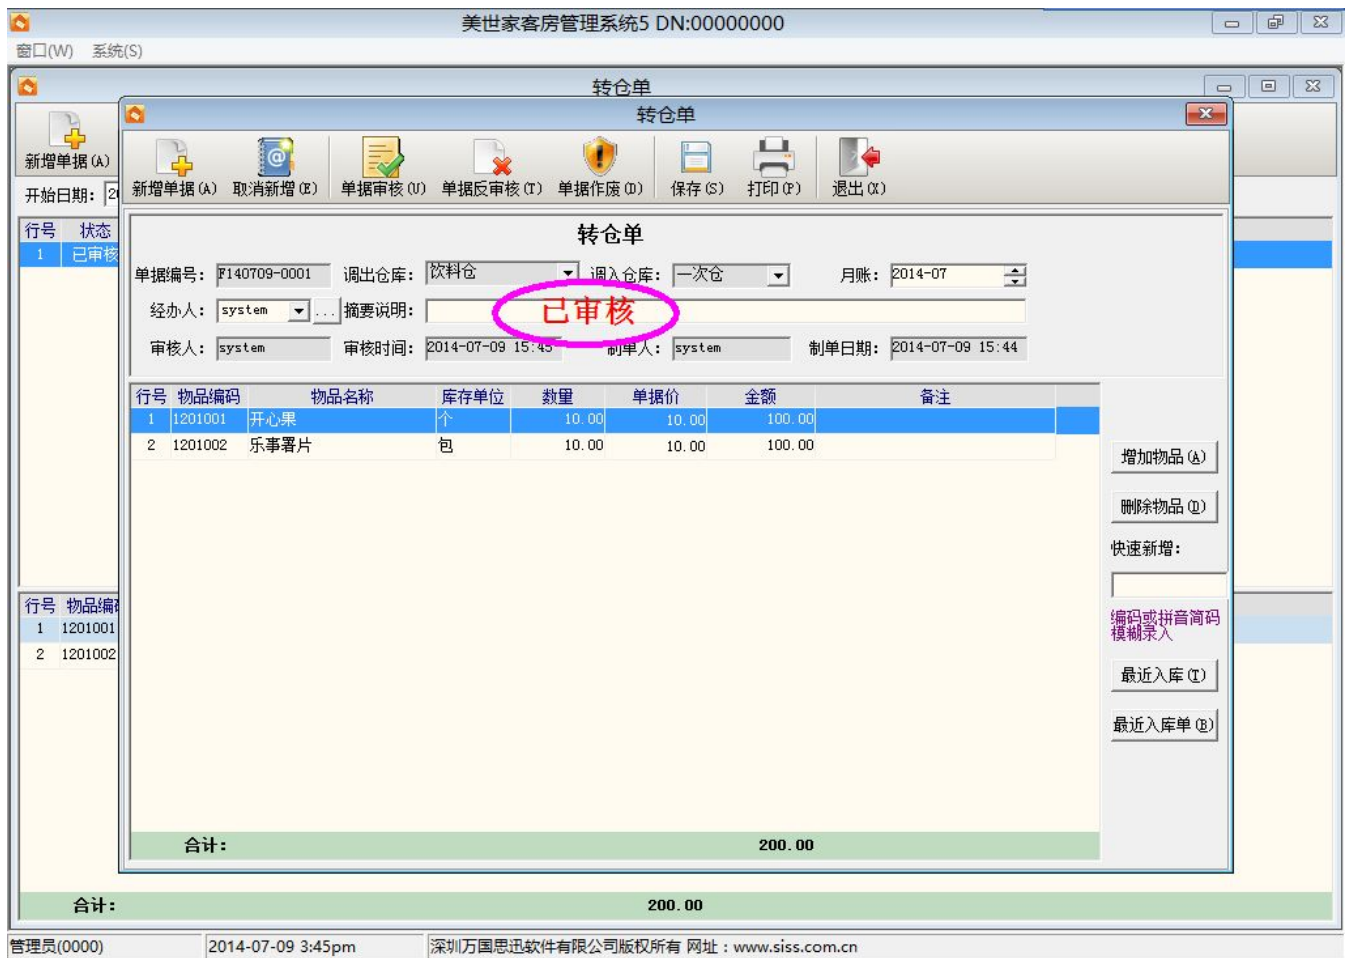 美世家客房管理系统5 DN:00000000
窗口(W) 系统(S)
转仓单
转仓单
新增单据(A)
新增单据(A) 取消新增(E) 单据审核(U) 单据反审核(T) 单据作废(D) 保存(S) 打印(P) 退出(X)
开始日期: 2
行号 状态
1 已审核
转仓单
单据编号: F140709-0001 调出仓库: 饮料仓 调入仓库: 一次仓 月账: 2014-07
经办人: system ... 摘要说明: 已审核
审核人: system 审核时间: 2014-07-09 15:45 制单人: system 制单日期: 2014-07-09 15:44
行号 物品编码 物品名称 库存单位 数量 单据价 金额 备注
1 1201001 开心果 个 10.00 10.00 100.00
2 1201002 乐事署片 包 10.00 10.00 100.00
增加物品(A)
删除物品(D)
快速新增:
编码或拼音简码
模糊录入
最近入库(T)
最近入库单(B)
行号 物品编码
1 1201001
2 1201002
合计: 200.00
合计: 200.00
管理员(0000) 2014-07-09 3:45pm 深圳万国思迅软件有限公司版权所有 网址：www.siss.com.cn